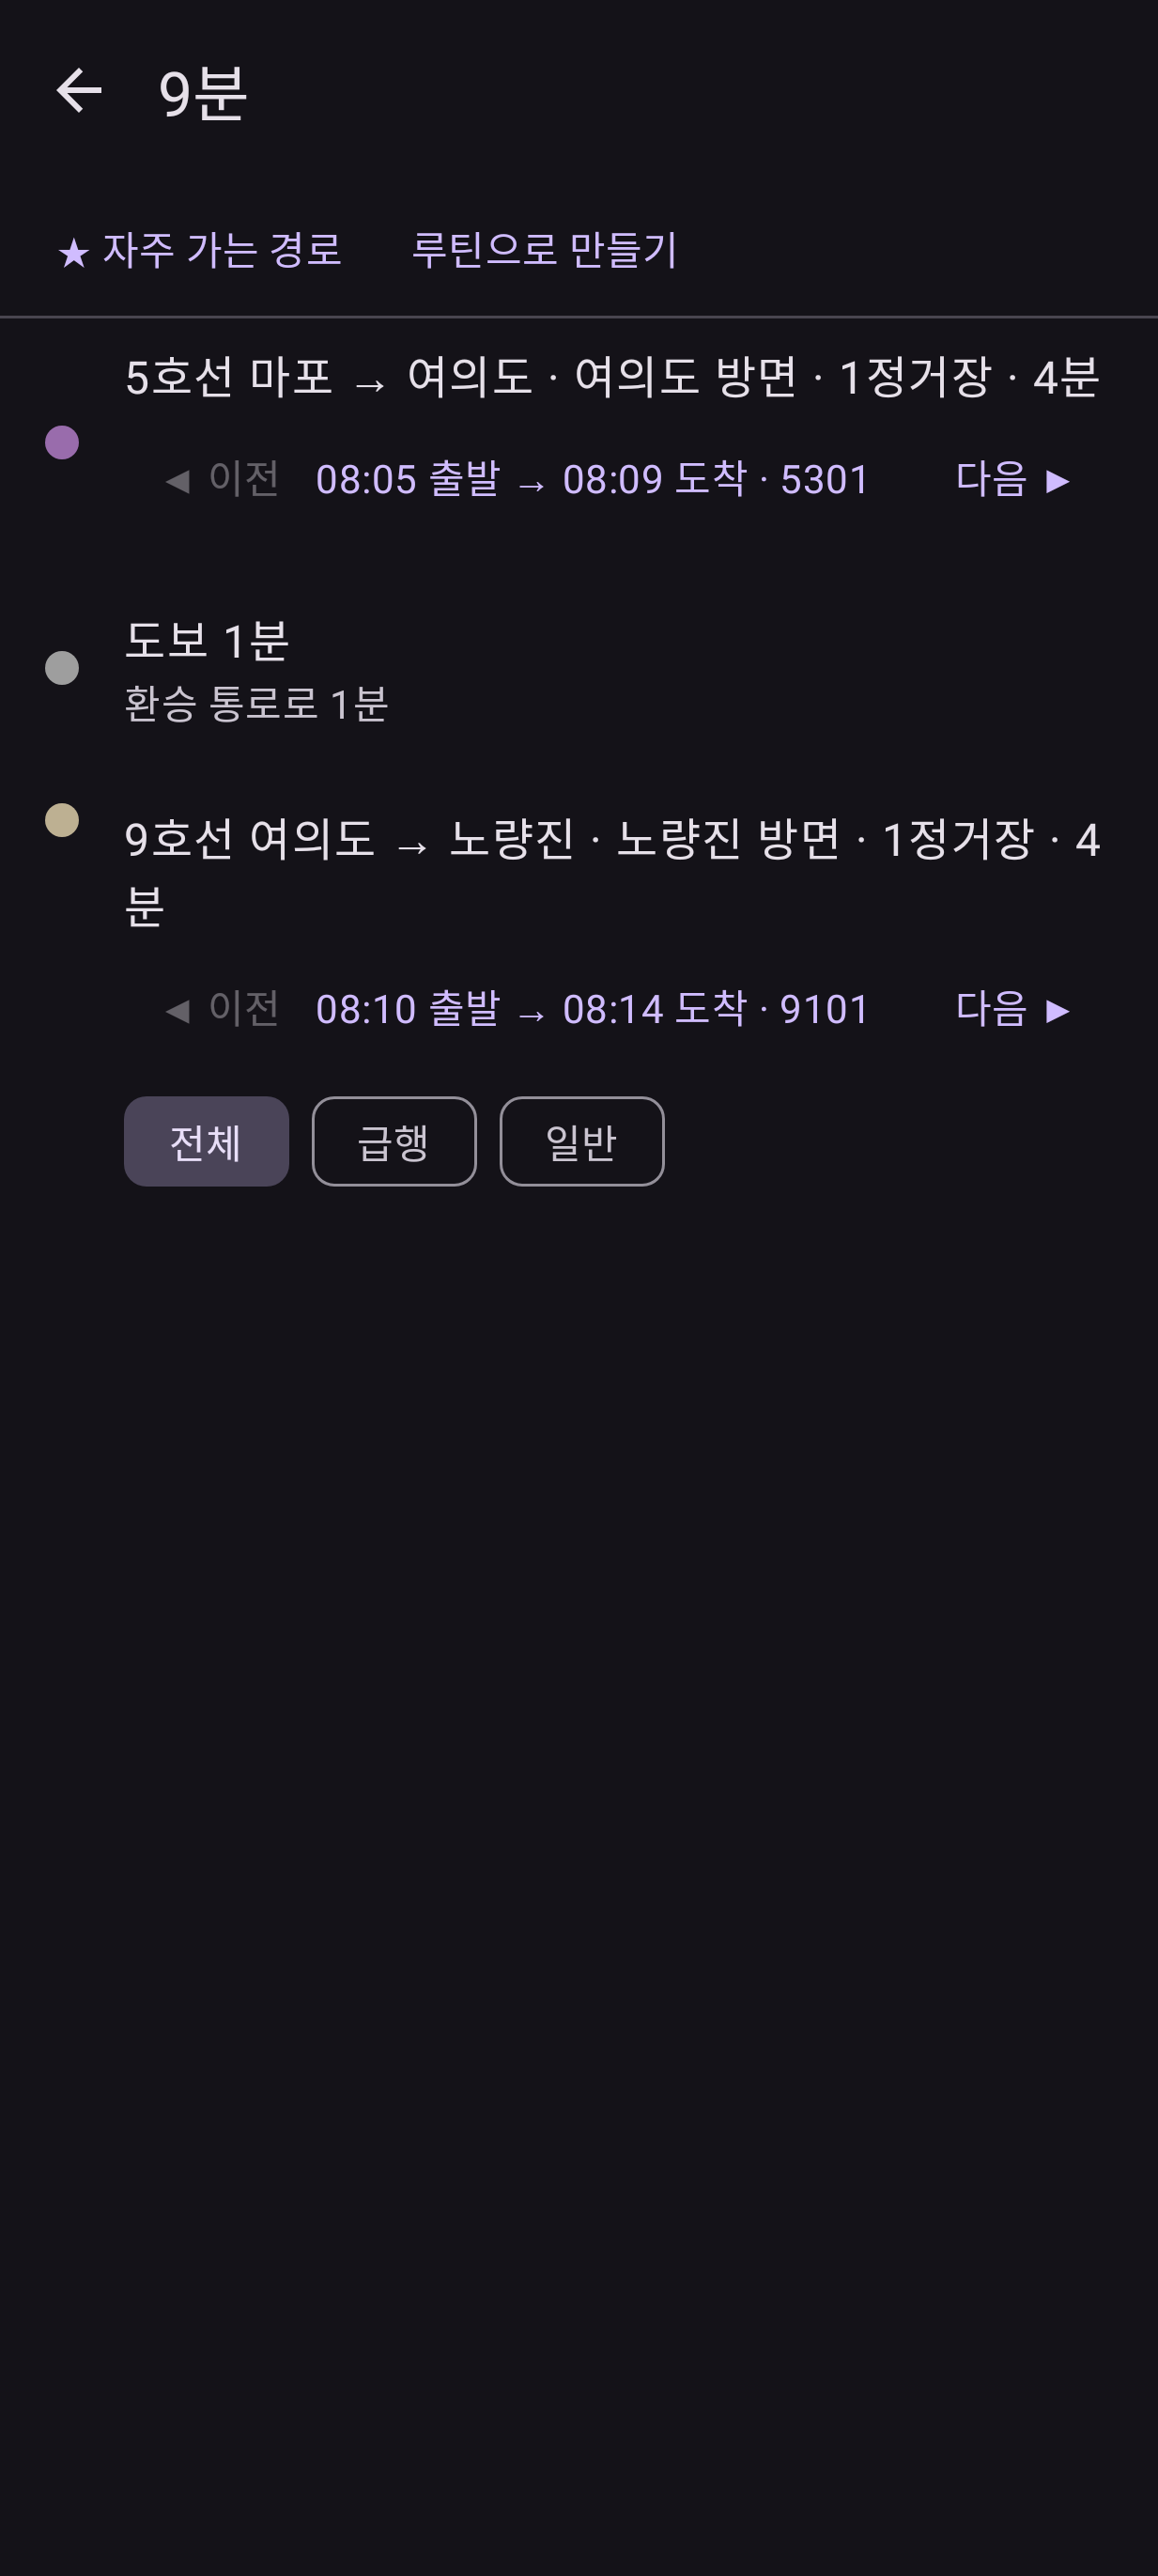 9분
★ 자주 가는 경로 루틴으로 만들기
5호선 마포 → 여의도 · 여의도 방면 · 1정거장 · 4분
◀ 이전 08:05 출발 → 08:09 도착 · 5301 다음 ▶
도보 1분
환승 통로로 1분
9호선 여의도 → 노량진 · 노량진 방면 · 1정거장 · 4
분
◀ 이전 08:10 출발 → 08:14 도착 · 9101 다음 ▶
전체 급행 일반